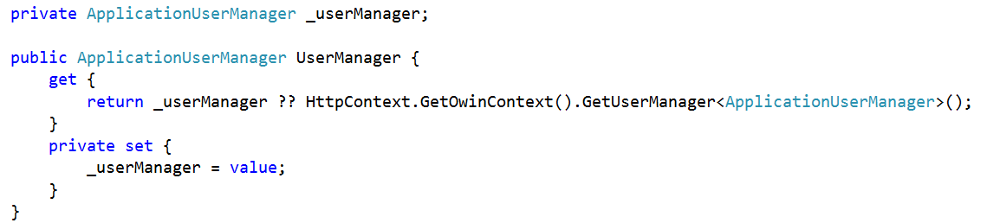 private ApplicationUserManager _userManager;
public ApplicationUserManager UserManager {
get {
return _userManager ?? HttpContext.GetOwinContext().GetUserManager<ApplicationUserManager>();
}
private set {
_userManager = value;
}
}